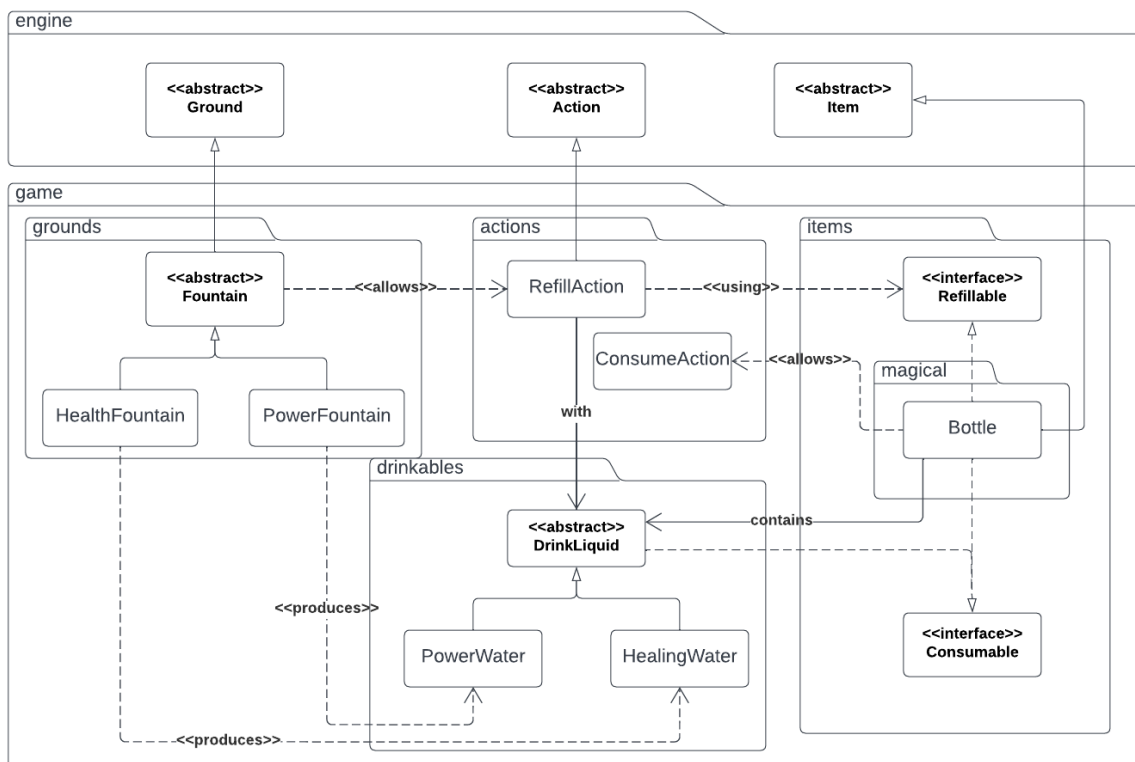 engine
<<abstract>>
Ground
<<abstract>>
Action
<<abstract>>
Item
game
grounds
actions
items
<<abstract>>
Fountain
<<allows>>
RefillAction
<<using>>
<<interface>>
Refillable
ConsumeAction
<<allows>>
magical
HealthFountain
PowerFountain
with
Bottle
drinkables
<<abstract>>
DrinkLiquid
contains
<<produces>>
PowerWater
HealingWater
<<interface>>
Consumable
<<produces>>